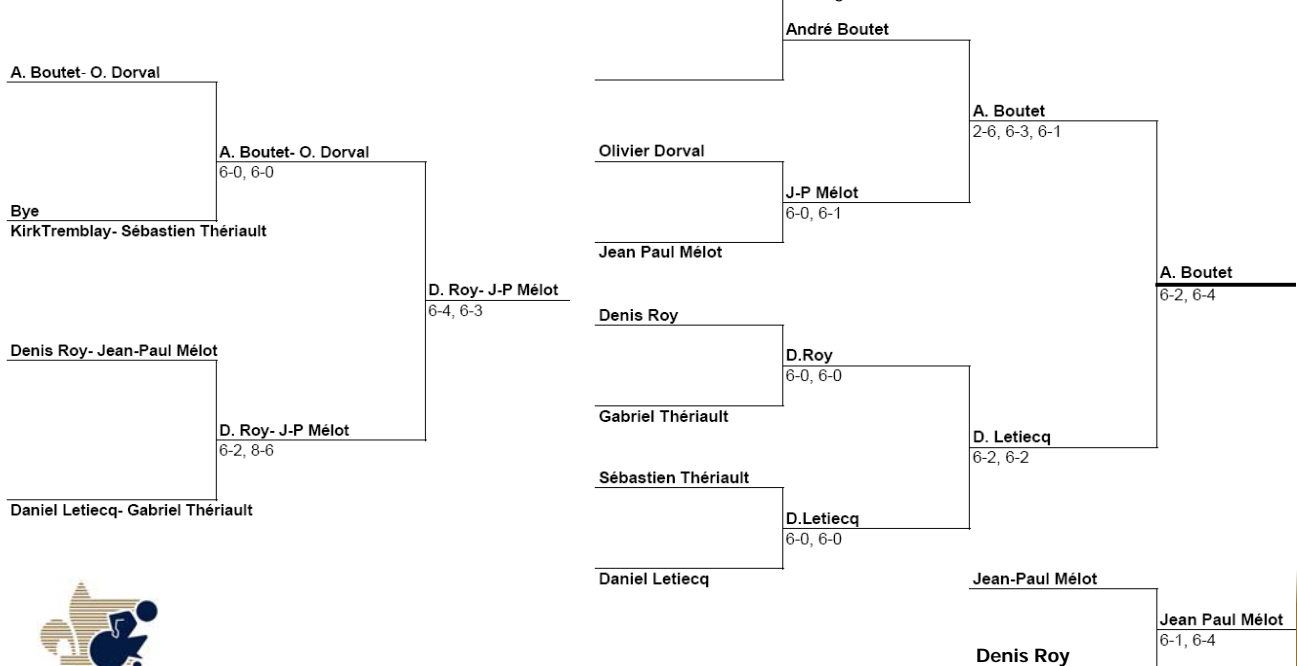 A. Boutet- O. Dorval
A. Boutet- O. Dorval
6-0, 6-0
Bye
KirkTremblay- Sébastien Thériault
D. Roy- J-P Mélot
6-4, 6-3
Denis Roy- Jean-Paul Mélot
D. Roy- J-P Mélot
6-2, 8-6
Daniel Letiecq- Gabriel Thériault
André Boutet
A. Boutet
2-6, 6-3, 6-1
Olivier Dorval
J-P Mélot
6-0, 6-1
Jean Paul Mélot
A. Boutet
6-2, 6-4
Denis Roy
D.Roy
6-0, 6-0
Gabriel Thériault
D. Letiecq
6-2, 6-2
Sébastien Thériault
D.Letiecq
6-0, 6-0
Daniel Letiecq
Jean-Paul Mélot
Jean Paul Mélot
6-1, 6-4
Denis Roy